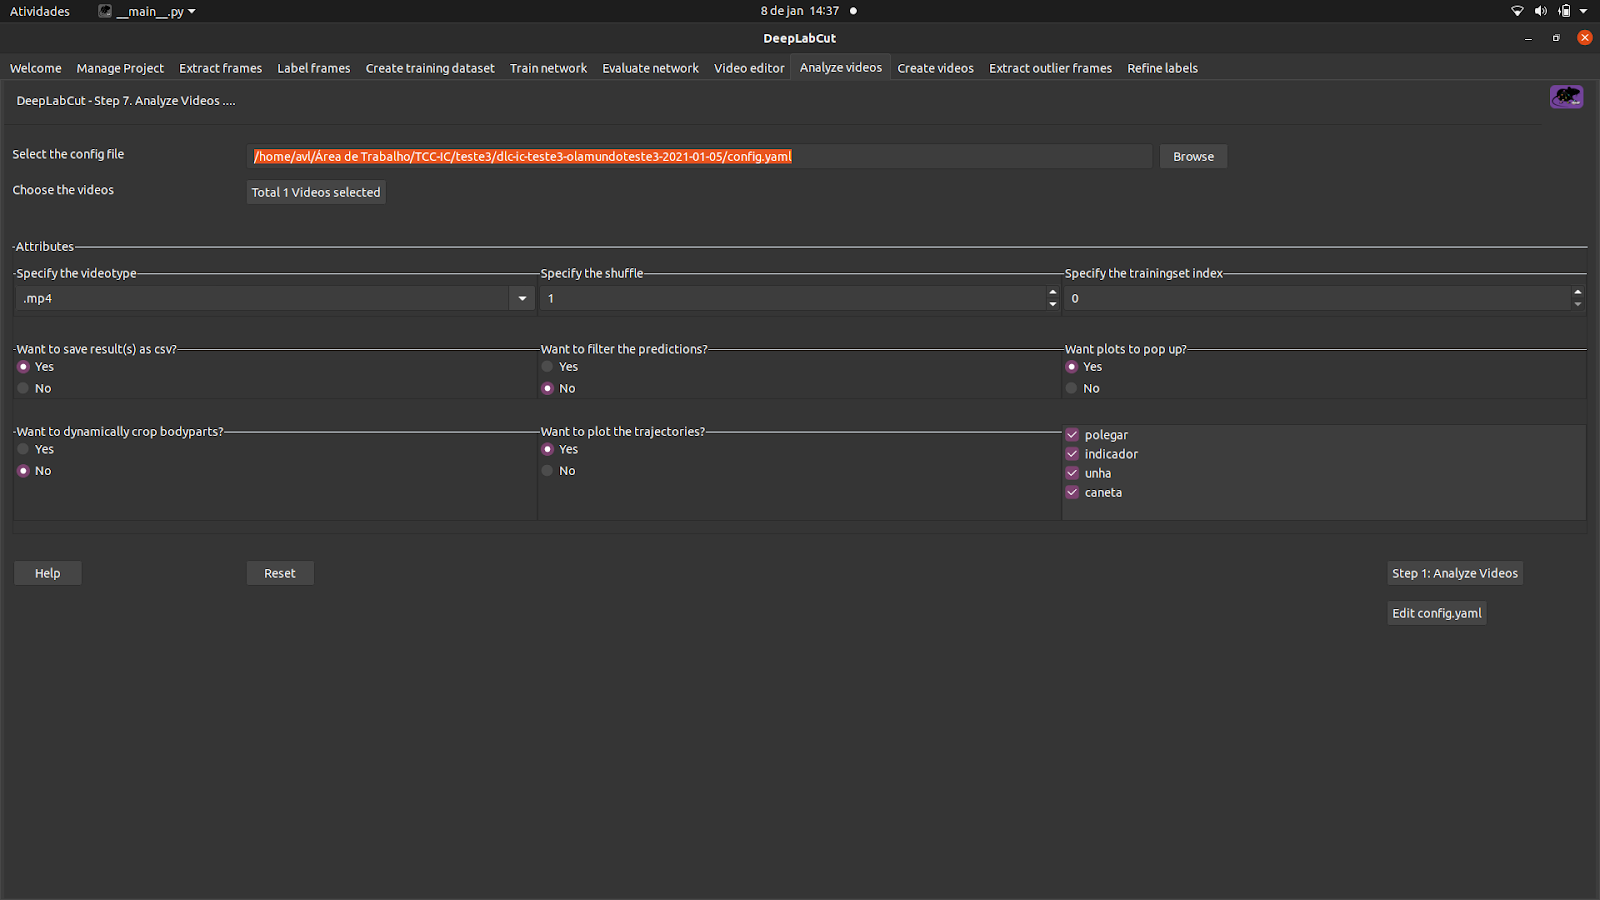 Atividades __main__.py 8 de jan 14:37
DeepLabCut
Welcome Manage Project Extract frames Label frames Create training dataset Train network Evaluate network Video editor Analyze videos Create videos Extract outlier frames Refine labels
DeepLabCut - Step 7. Analyze Videos ....
Select the config file /home/avl/Área de Trabalho/TCC-IC/teste3/dlc-ic-teste3-olamundoteste3-2021-01-05/config.yaml Browse
Choose the videos Total 1 Videos selected
Attributes
Specify the videotype Specify the shuffle Specify the trainingset index
.mp4 1 0
Want to save result(s) as csv? Want to filter the predictions? Want plots to pop up?
Yes Yes Yes
No No No
Want to dynamically crop bodyparts? Want to plot the trajectories? polegar
Yes Yes indicador
No No unha
caneta
Help Reset Step 1: Analyze Videos
Edit config.yaml